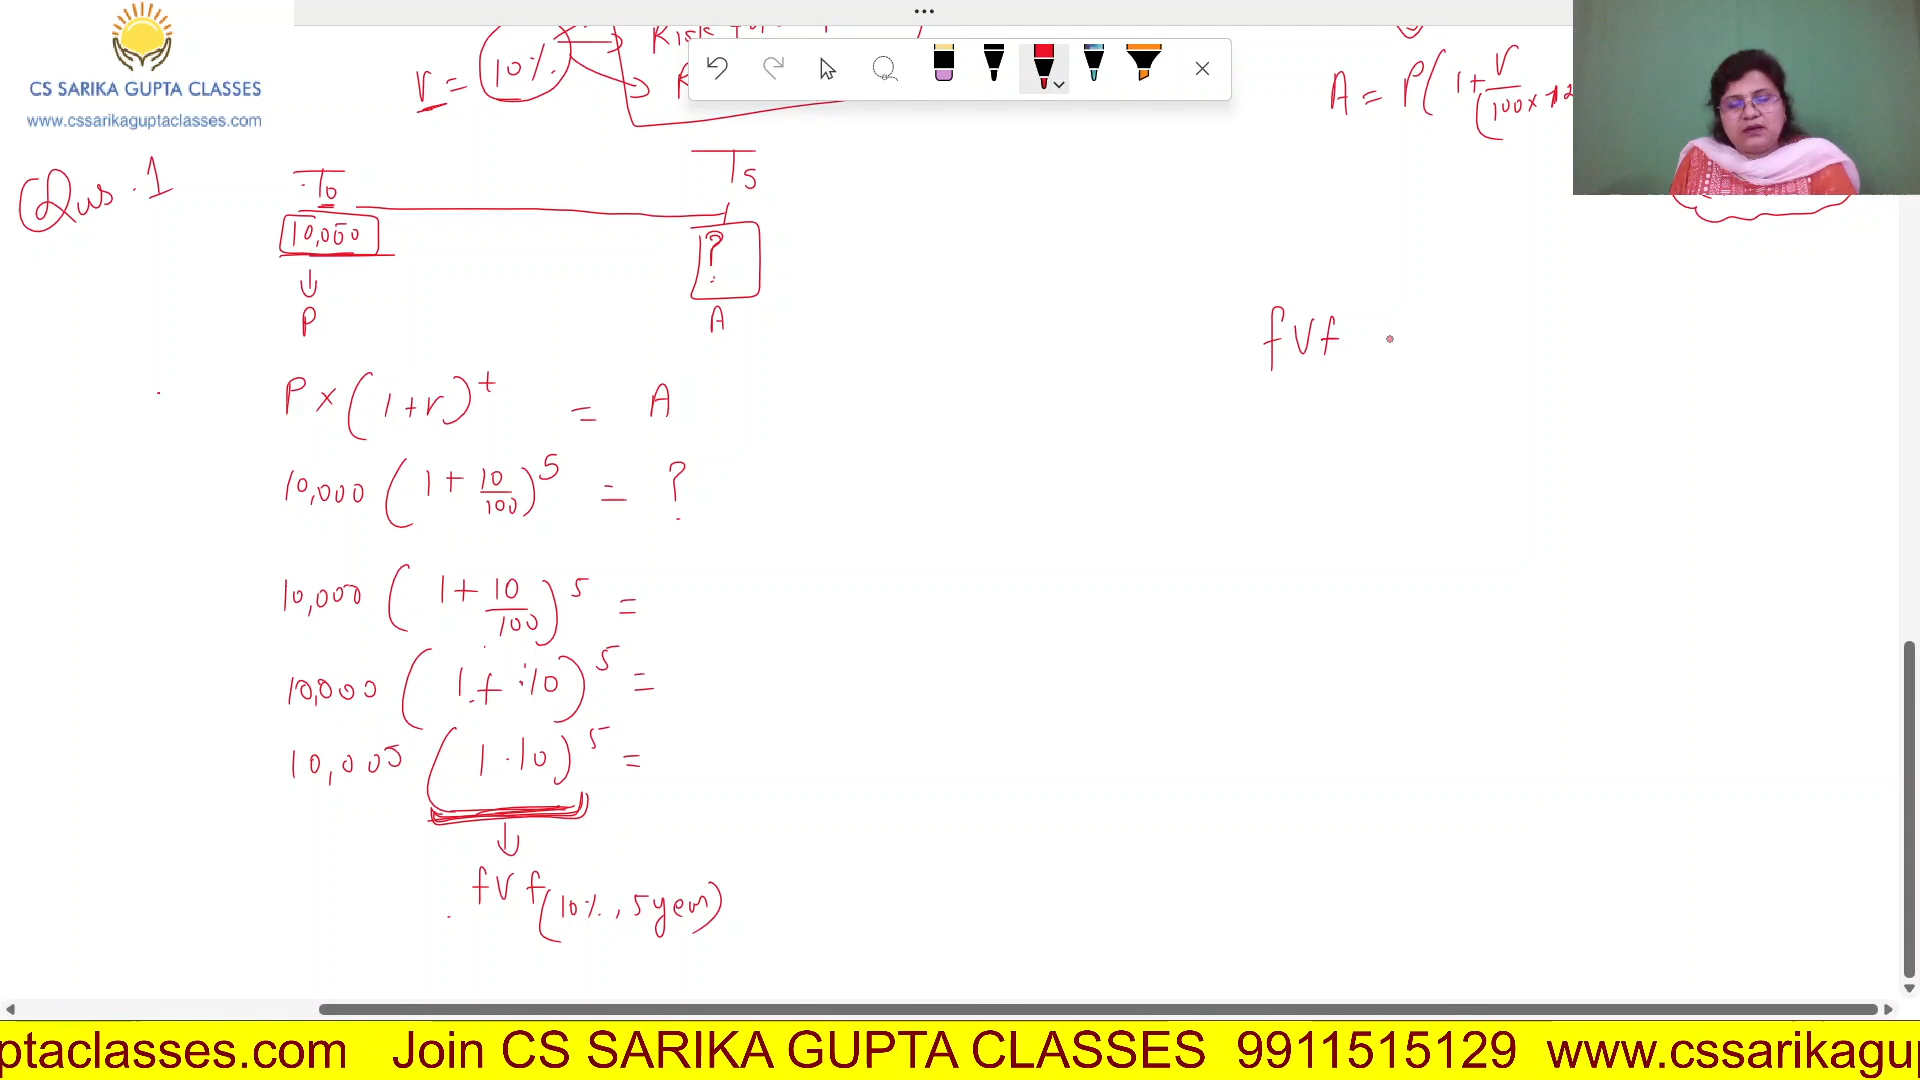 CS SARIKA GUPTA CLASSES
www.cssarikaguptaclasses.com
r = 10%
Risk
A = P(1+ r
100 × 12
Qus.1
T0
T5
10,000
?
P
A
fvf
P × (1+r)^t = A
10,000 (1 + 10/100)^5 = ?
10,000 (1 + 10/100)^5 =
10,000 (1 + .10)^5 =
10,000 (1.10)^5 =
fvf (10%, 5 year)
ptaclasses.com Join CS SARIKA GUPTA CLASSES 9911515129 www.cssarikagup